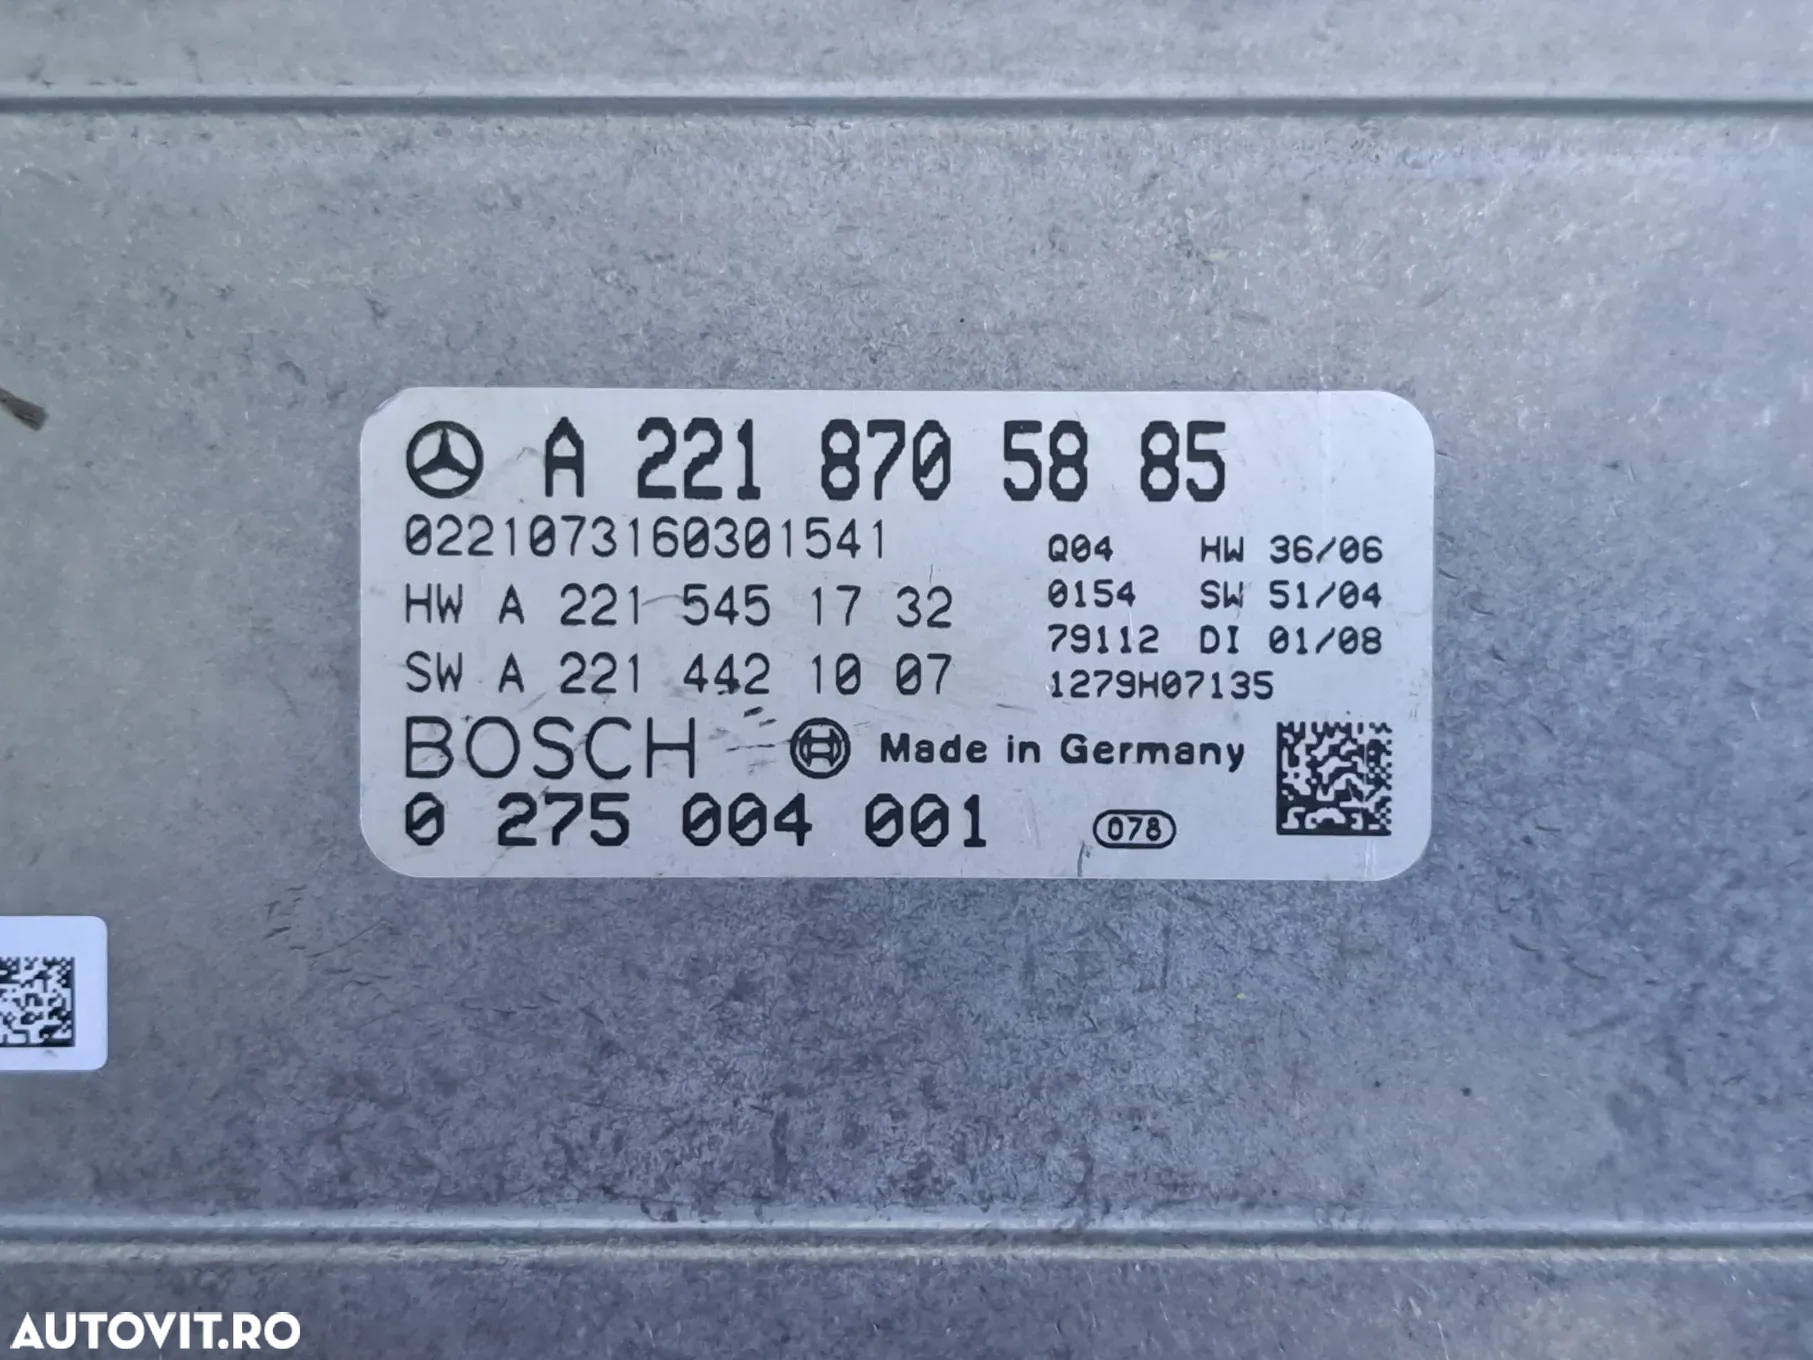 A 221 870 58 85
0221073160301541
HW A 221 545 17 32
SW A 221 442 10 07
Q04 HW 36/06
0154 SW 51/04
79112 DI 01/08
1279H07135
BOSCH Made in Germany
0 275 004 001 078
AUTOVIT.RO